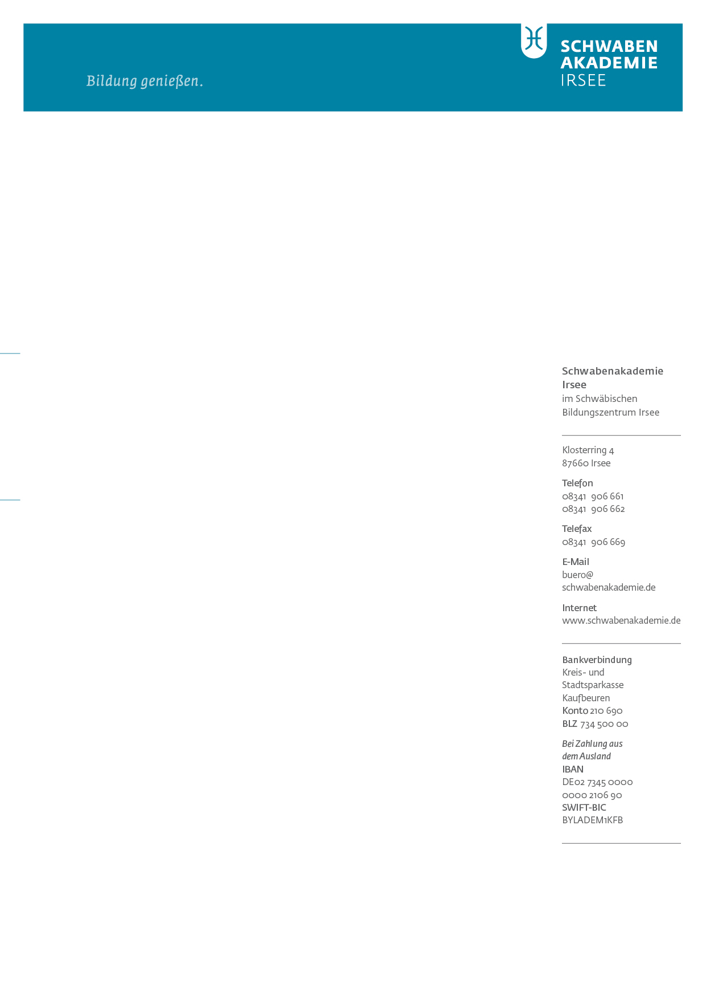 Bildung genießen.
SCHWABEN
AKADEMIE
IRSEE
Schwabenakademie
Irsee
im Schwäbischen
Bildungszentrum Irsee
Klosterring 4
87660 Irsee
Telefon
08341 906 661
08341 906 662
Telefax
08341 906 669
E-Mail
buero@
schwabenakademie.de
Internet
www.schwabenakademie.de
Bankverbindung
Kreis- und
Stadtsparkasse
Kaufbeuren
Konto 210 690
BLZ 734 500 00
Bei Zahlung aus
dem Ausland
IBAN
DE02 7345 0000
0000 2106 90
SWIFT-BIC
BYLADEM1KFB